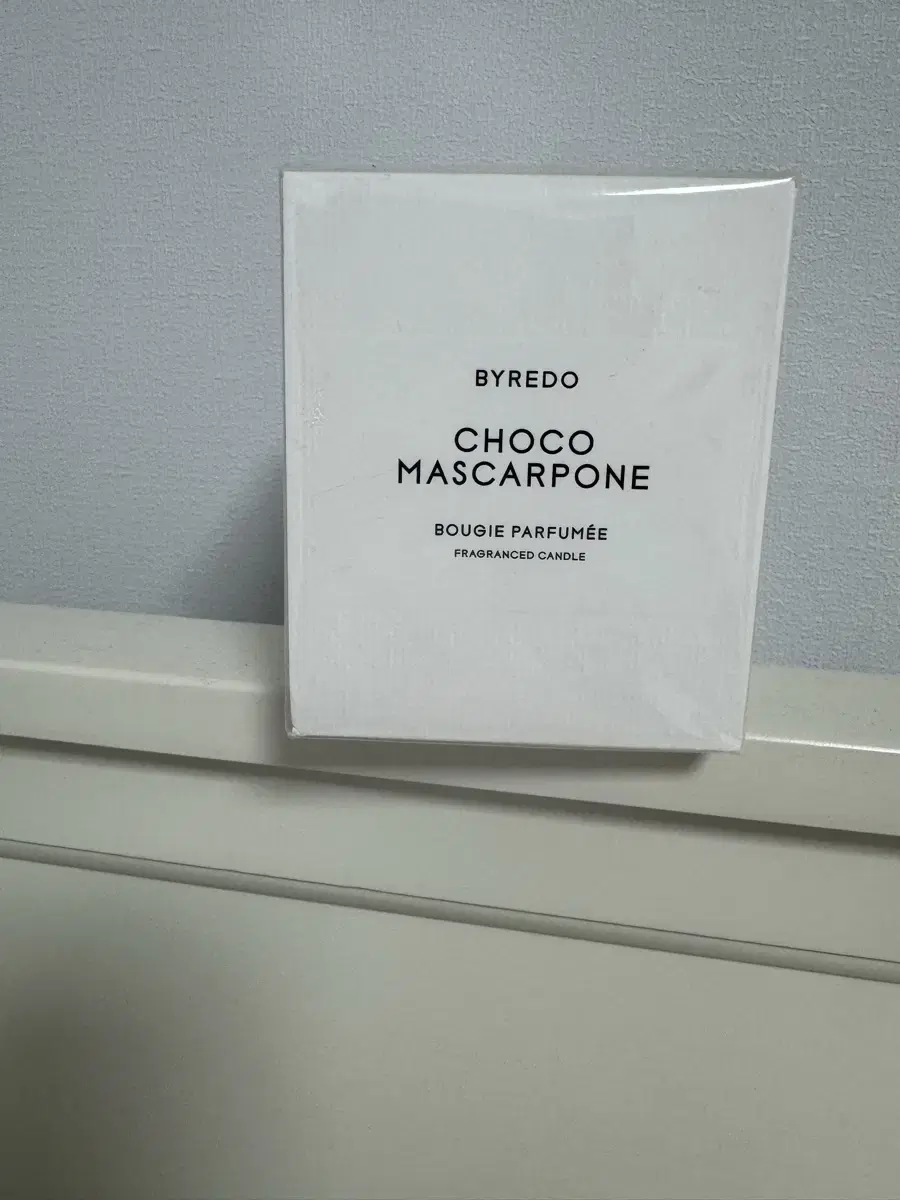 BYREDO
CHOCO
MASCARPONE
BOUGIE PARFUMÉE
FRAGRANCED CANDLE